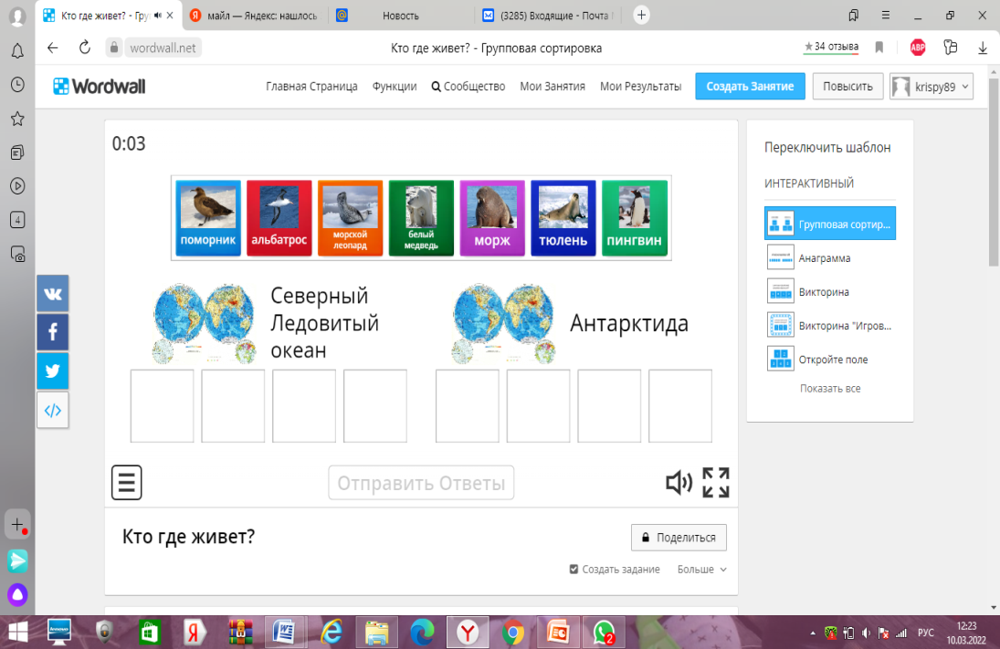 Кто где живет? - Гру
майл — Яндекс: нашлось
Новость
(3285) Входящие - Почта
wordwall.net
Кто где живет? - Групповая сортировка
34 отзыва
ABP
Wordwall
Главная Страница
Функции
Сообщество
Мои Занятия
Мои Результаты
Создать Занятие
Повысить
krispy89
0:03
поморник
альбатрос
морской
леопард
белый
медведь
морж
тюлень
пингвин
Северный
Ледовитый
океан
Антарктида
Отправить Ответы
Кто где живет?
Поделиться
Создать задание
Больше
Переключить шаблон
ИНТЕРАКТИВНЫЙ
Групповая сортир...
Анаграмма
Викторина
Викторина "Игров...
Откройте поле
Показать все
4
2
РУС
12:23
10.03.2022